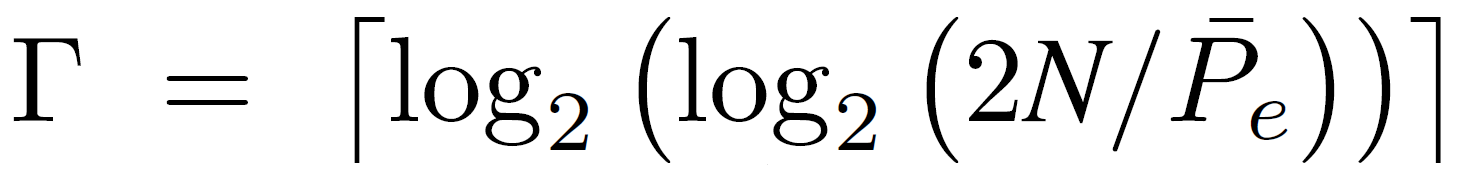 Γ = ⌈log₂ (log₂ (2N/P̄ₑ))⌉